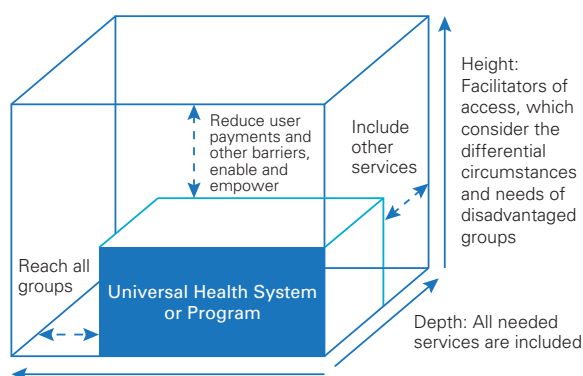 Reduce user
payments and
other barriers,
enable and
empower
Include
other
services
Height:
Facilitators of
access, which
consider the
differential
circumstances
and needs of
disadvantaged
groups
Reach all
groups
Universal Health System
or Program
Depth: All needed
services are included